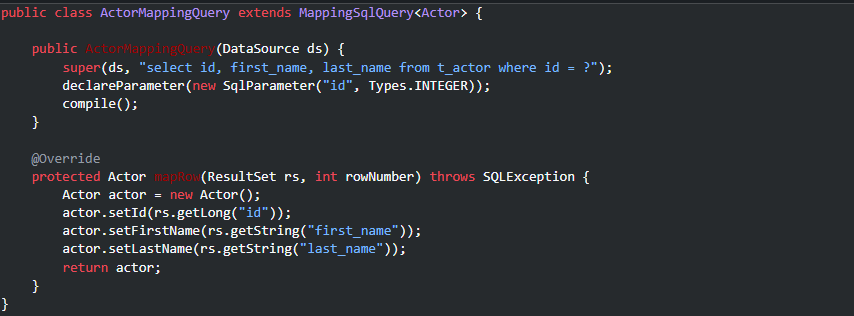 public class ActorMappingQuery extends MappingSqlQuery<Actor> {
public ActorMappingQuery(DataSource ds) {
super(ds, "select id, first_name, last_name from t_actor where id = ?");
declareParameter(new SqlParameter("id", Types.INTEGER));
compile();
}
@Override
protected Actor mapRow(ResultSet rs, int rowNumber) throws SQLException {
Actor actor = new Actor();
actor.setId(rs.getLong("id"));
actor.setFirstName(rs.getString("first_name"));
actor.setLastName(rs.getString("last_name"));
return actor;
}
}